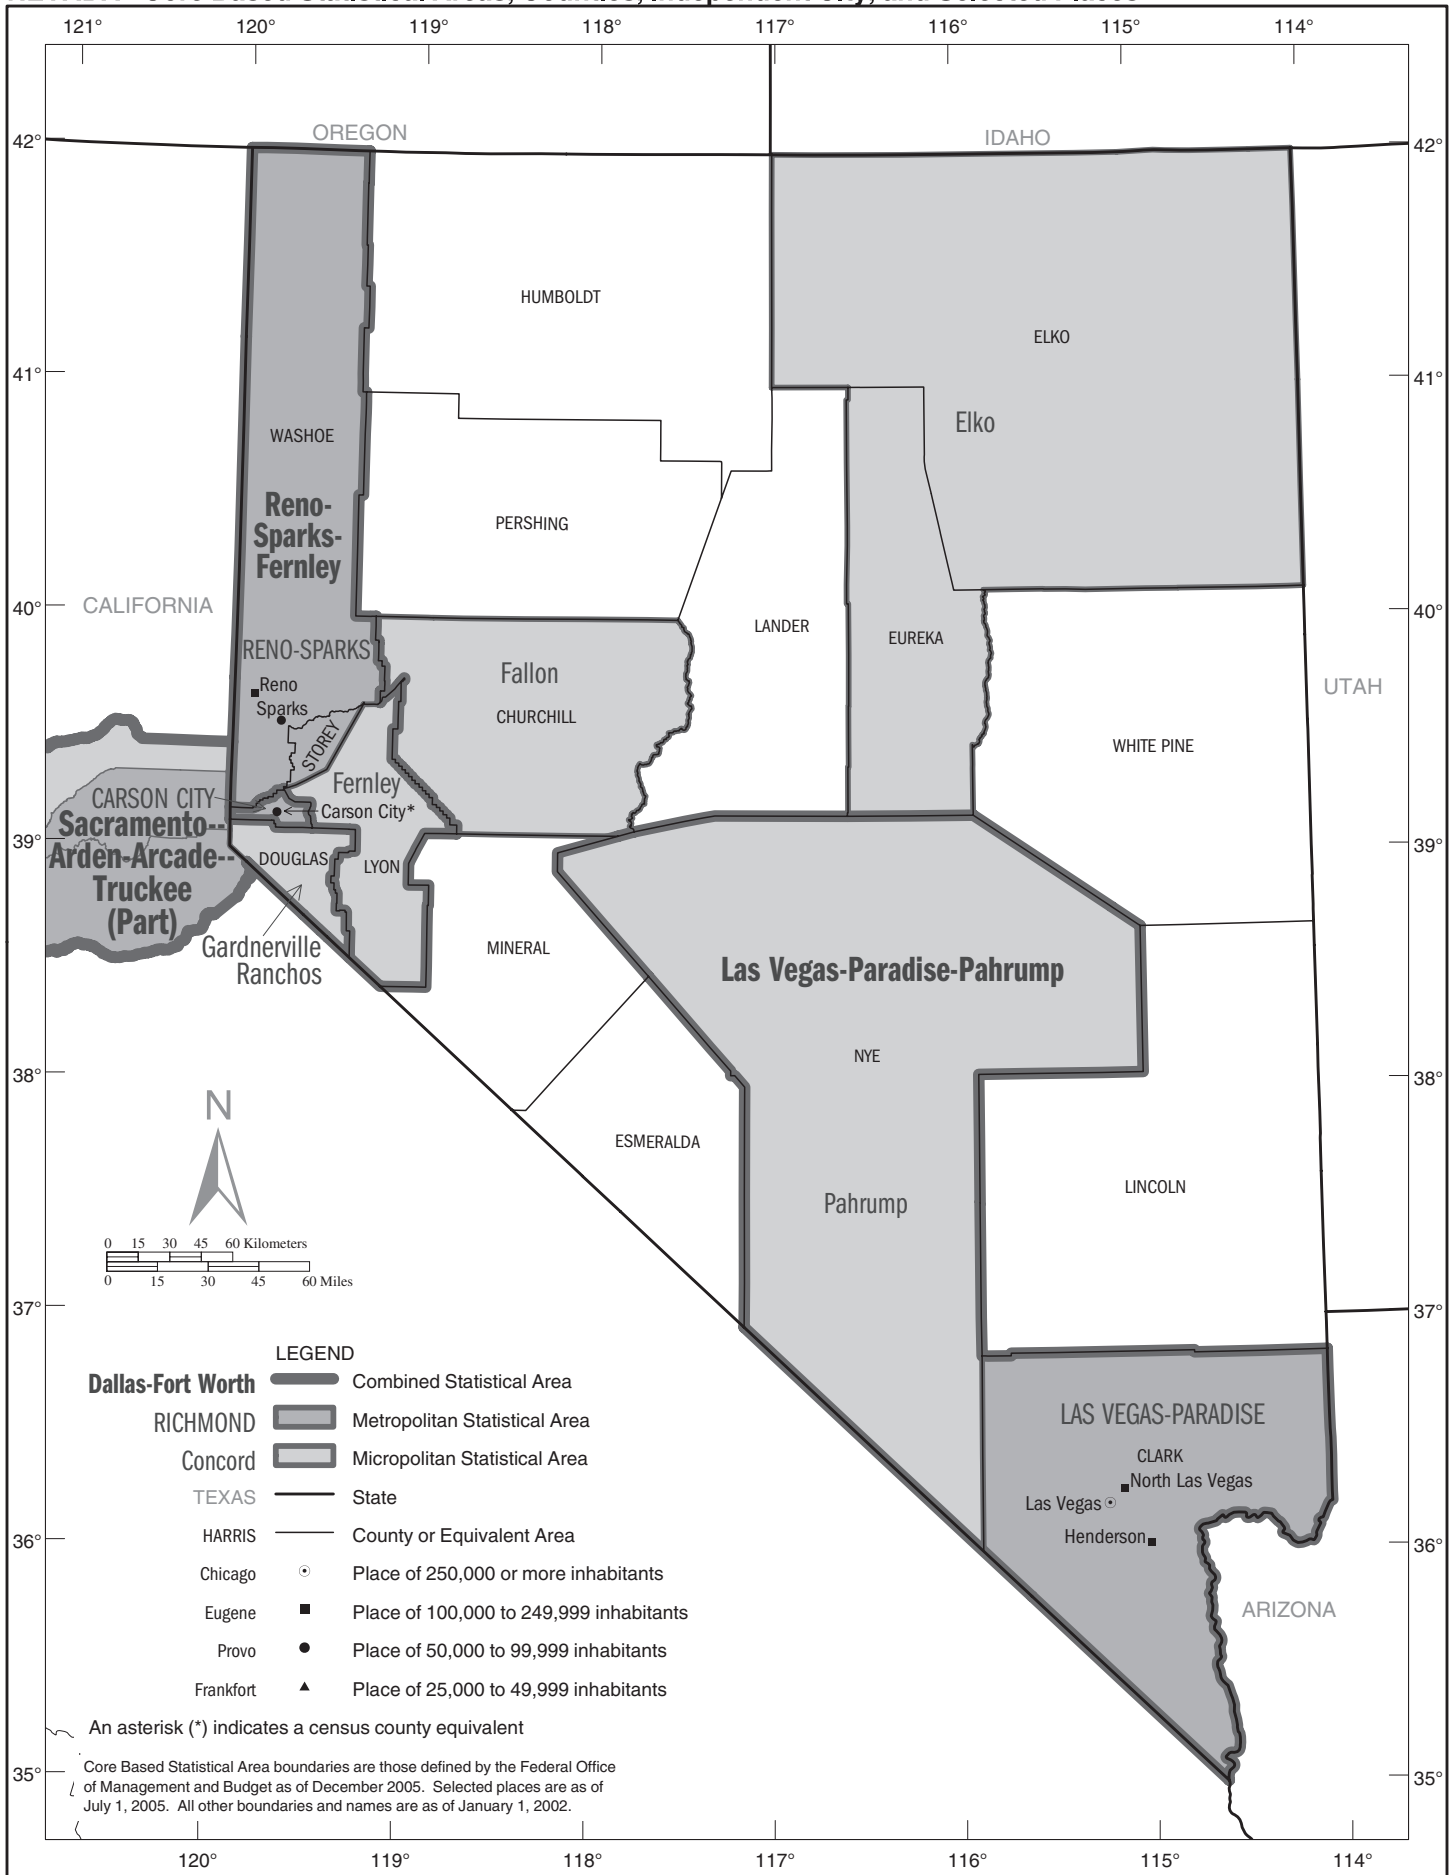 121° 120° 119° 118° 117° 116° 115° 114°
OREGON
IDAHO
42°
42°
HUMBOLDT
ELKO
41°
41°
Elko
WASHOE
Reno-
Sparks-
Fernley
PERSHING
40°
40°
CALIFORNIA
LANDER
EUREKA
RENO-SPARKS
Fallon
Reno
UTAH
Sparks
CHURCHILL
STOREY
WHITE PINE
Fernley
CARSON CITY
Carson City*
Sacramento--
Arden-Arcade--
Truckee
(Part)
39°
39°
DOUGLAS
LYON
Gardnerville
Ranchos
MINERAL
Las Vegas-Paradise-Pahrump
NYE
38°
38°
N
ESMERALDA
LINCOLN
Pahrump
0 15 30 45 60 Kilometers
0 15 30 45 60 Miles
37°
37°
LEGEND
Dallas-Fort Worth Combined Statistical Area
RICHMOND Metropolitan Statistical Area
Concord Micropolitan Statistical Area
TEXAS State
HARRIS County or Equivalent Area
Chicago Place of 250,000 or more inhabitants
Eugene Place of 100,000 to 249,999 inhabitants
Provo Place of 50,000 to 99,999 inhabitants
Frankfort Place of 25,000 to 49,999 inhabitants
An asterisk (*) indicates a census county equivalent
LAS VEGAS-PARADISE
CLARK
North Las Vegas
Las Vegas
Henderson
36°
36°
ARIZONA
35°
35°
Core Based Statistical Area boundaries are those defined by the Federal Office
of Management and Budget as of December 2005. Selected places are as of
July 1, 2005. All other boundaries and names are as of January 1, 2002.
120° 119° 118° 117° 116° 115° 114°